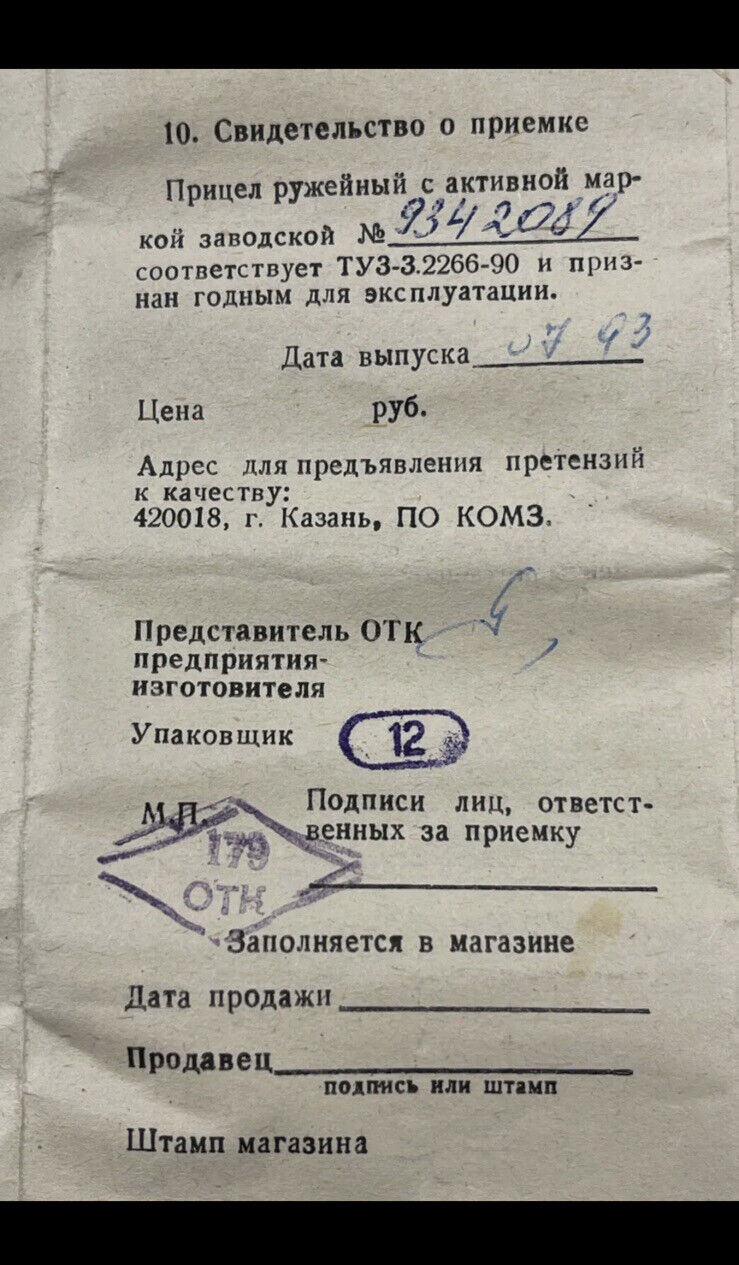 10. Свидетельство о приемке
Прицел ружейный с активной мар-
кой заводской № 9342089
соответствует ТУЗ-3.2266-90 и приз-
нан годным для эксплуатации.
Дата выпуска 07 93
Цена руб.
Адрес для предъявления претензий
к качеству:
420018, г. Казань, ПО КОМЗ.
Представитель ОТК
предприятия-
изготовителя
Упаковщик 12
М.П. Подписи лиц, ответст-
венных за приемку
179
ОТК
Заполняется в магазине
Дата продажи
Продавец
подпись или штамп
Штамп магазина